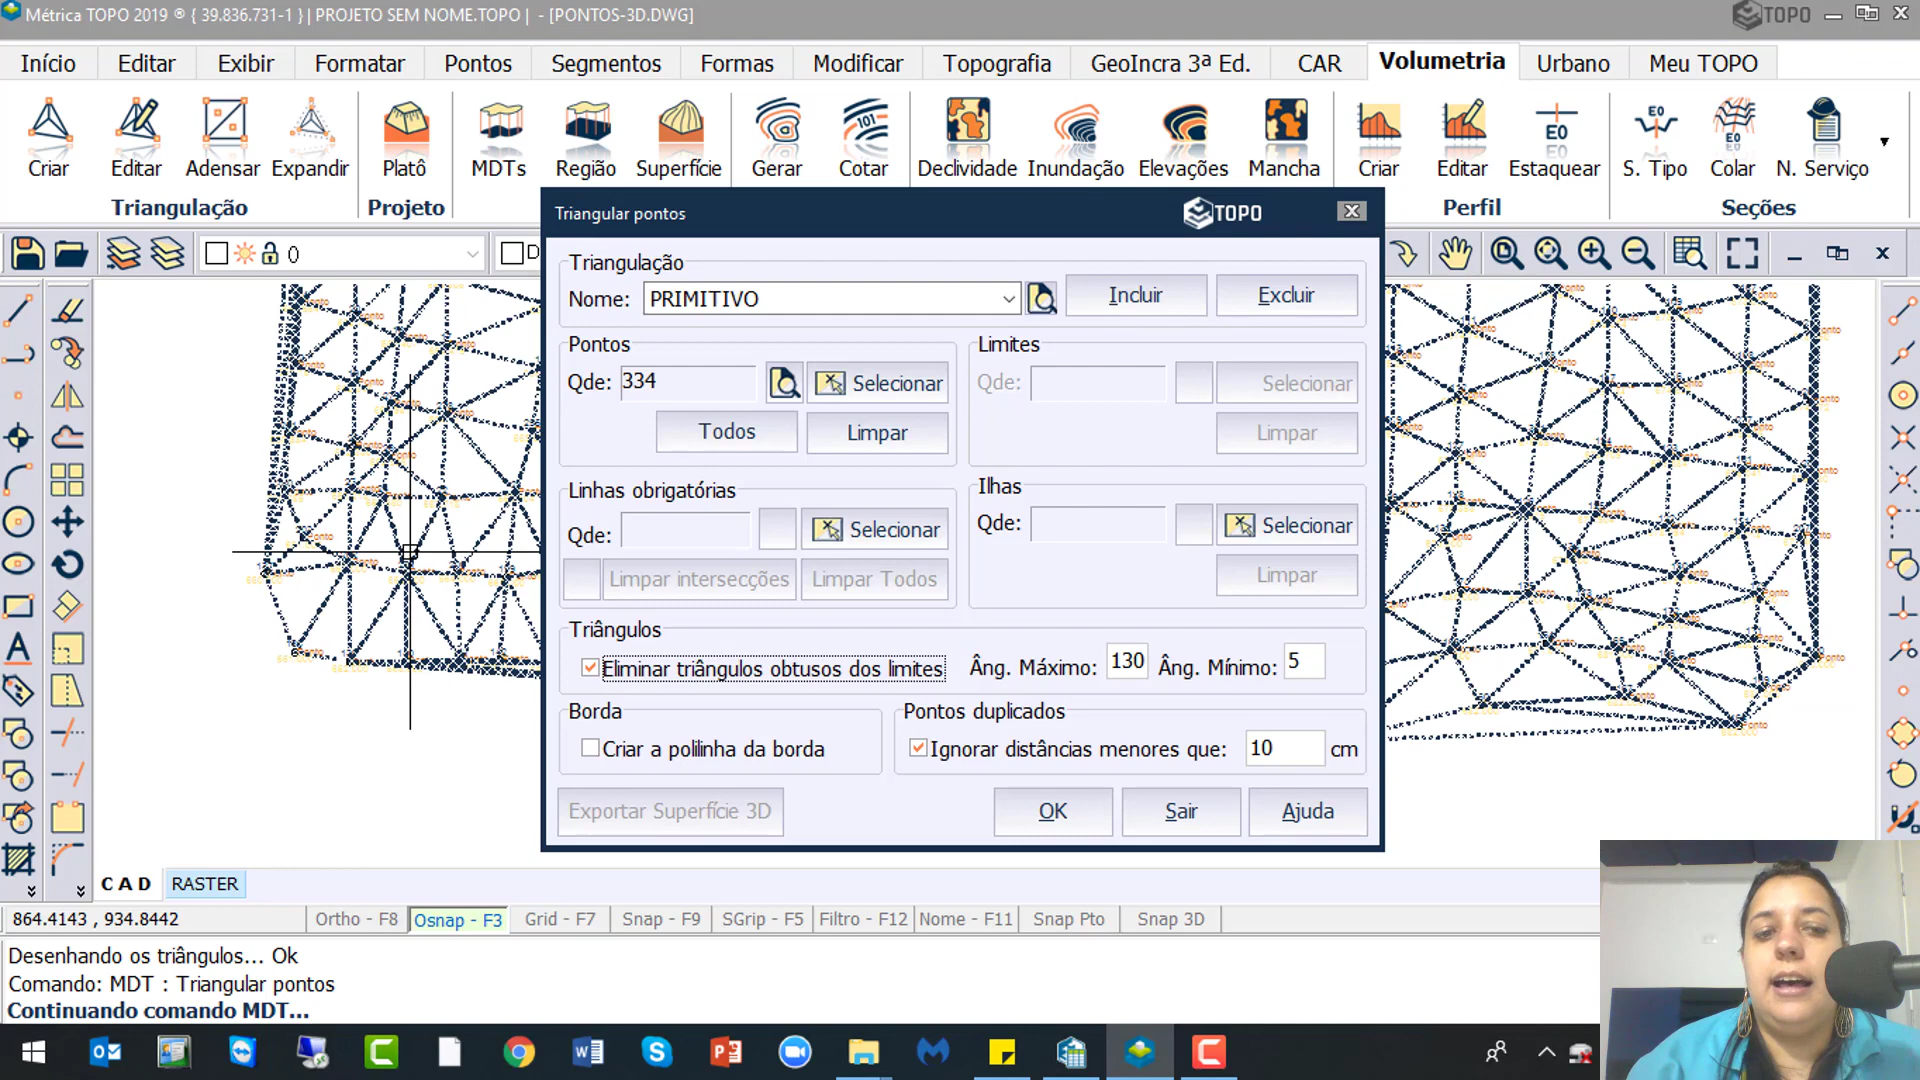 Métrica TOPO 2019 ® { 39.836.731-1 } | PROJETO SEM NOME.TOPO | - [PONTOS-3D.DWG]
TOPO
Início Editar Exibir Formatar Pontos Segmentos Formas Modificar Topografia GeoIncra 3ª Ed. CAR Volumetria Urbano Meu TOPO
Criar Editar Adensar Expandir Platô MDTs Região Superfície Gerar Cotar Declividade Inundação Elevações Mancha Criar Editar Estaquear S. Tipo Colar N. Serviço
Triangulação Projeto Perfil Seções
0
D
Triangular pontos
TOPO
Triangulação
Nome: PRIMITIVO Incluir Excluir
Pontos
Qde: 334 Selecionar
Todos Limpar
Limites
Qde: Selecionar
Limpar
Linhas obrigatórias
Qde: Selecionar
Limpar intersecções Limpar Todos
Ilhas
Qde: Selecionar
Limpar
Triângulos
Eliminar triângulos obtusos dos limites Âng. Máximo: 130 Âng. Mínimo: 5
Borda
Criar a polilinha da borda
Pontos duplicados
Ignorar distâncias menores que: 10 cm
Exportar Superfície 3D OK Sair Ajuda
CAD RASTER
864.4143 , 934.8442 Ortho - F8 Osnap - F3 Grid - F7 Snap - F9 SGrip - F5 Filtro - F12 Nome - F11 Snap Pto Snap 3D
Desenhando os triângulos... Ok
Comando: MDT : Triangular pontos
Continuando comando MDT...